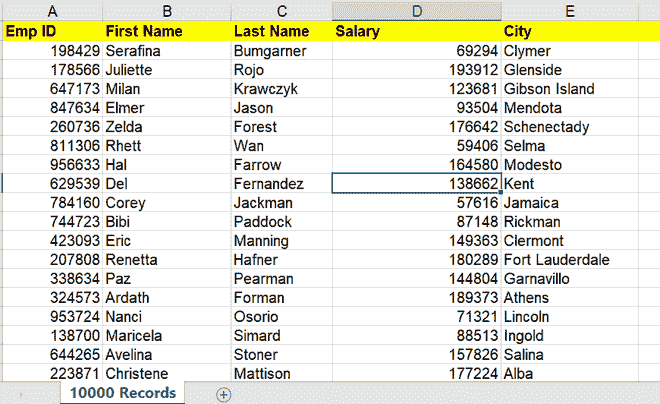 A B C D E
Emp ID First Name Last Name Salary City
198429 Serafina Bumgarner 69294 Clymer
178566 Juliette Rojo 193912 Glenside
647173 Milan Krawczyk 123681 Gibson Island
847634 Elmer Jason 93504 Mendota
260736 Zelda Forest 176642 Schenectady
811306 Rhett Wan 59406 Selma
956633 Hal Farrow 164580 Modesto
629539 Del Fernandez 138662 Kent
784160 Corey Jackman 57616 Jamaica
744723 Bibi Paddock 87148 Rickman
423093 Eric Manning 149363 Clermont
207808 Renetta Hafner 180289 Fort Lauderdale
338634 Paz Pearman 144804 Garnavillo
324573 Ardath Forman 189373 Athens
953724 Nanci Osorio 71321 Lincoln
138700 Maricela Simard 88513 Ingold
644265 Avelina Stoner 157826 Salina
223871 Christene Mattison 177224 Alba
10000 Records